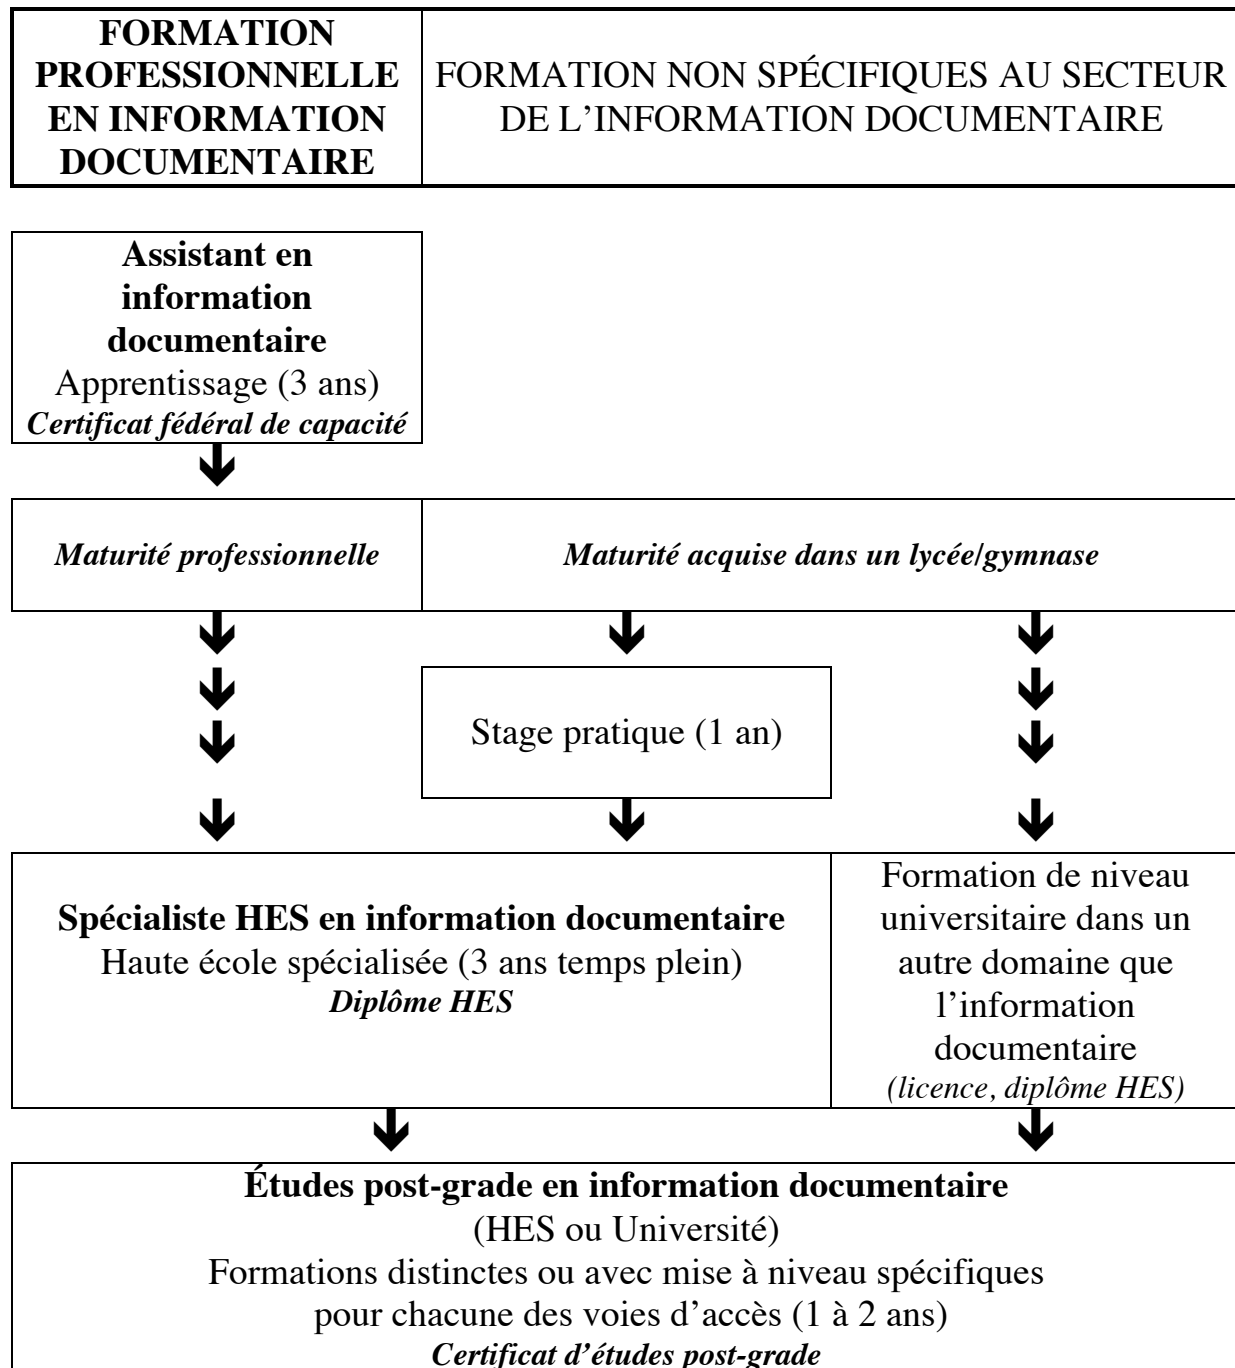 FORMATION
PROFESSIONNELLE
EN INFORMATION
DOCUMENTAIRE
FORMATION NON SPÉCIFIQUES AU SECTEUR
DE L’INFORMATION DOCUMENTAIRE
Assistant en
information
documentaire
Apprentissage (3 ans)
Certificat fédéral de capacité
Maturité professionnelle
Maturité acquise dans un lycée/gymnase
Stage pratique (1 an)
Spécialiste HES en information documentaire
Haute école spécialisée (3 ans temps plein)
Diplôme HES
Formation de niveau
universitaire dans un
autre domaine que
l’information
documentaire
(licence, diplôme HES)
Études post-grade en information documentaire
(HES ou Université)
Formations distinctes ou avec mise à niveau spécifiques
pour chacune des voies d’accès (1 à 2 ans)
Certificat d’études post-grade